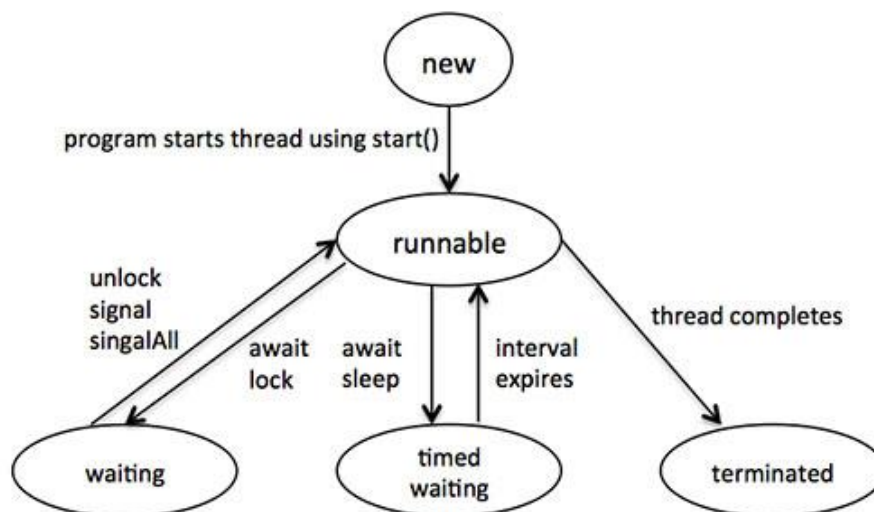 new
program starts thread using start()
runnable
unlock
signal
singalAll
await
lock
await
sleep
interval
expires
thread completes
waiting
timed
waiting
terminated